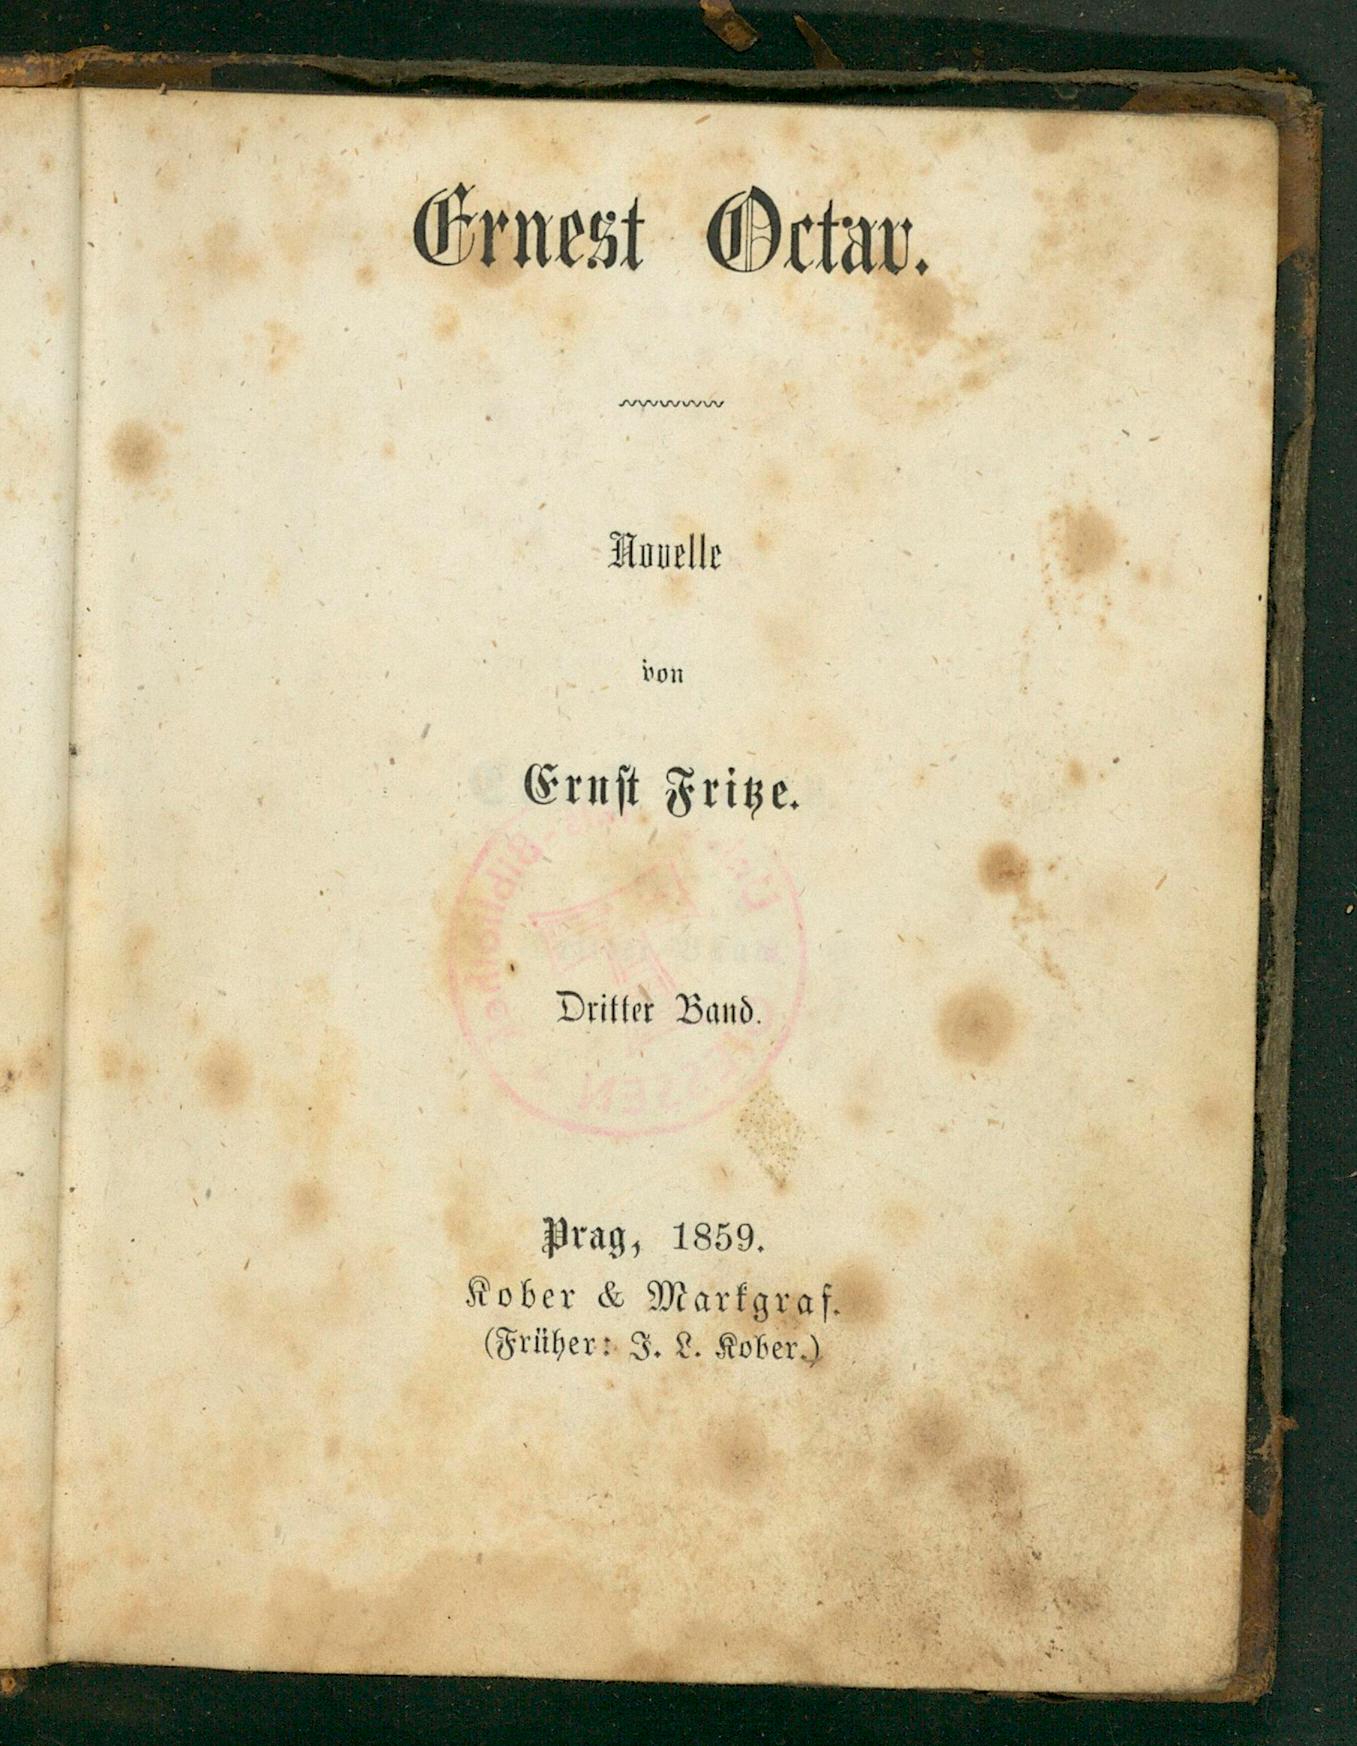 Ernest Octav.
Novelle
von
Ernst Fritze.
Dritter Band.
Prag, 1859.
Kober & Markgraf.
(Früher: J. L. Kober.)